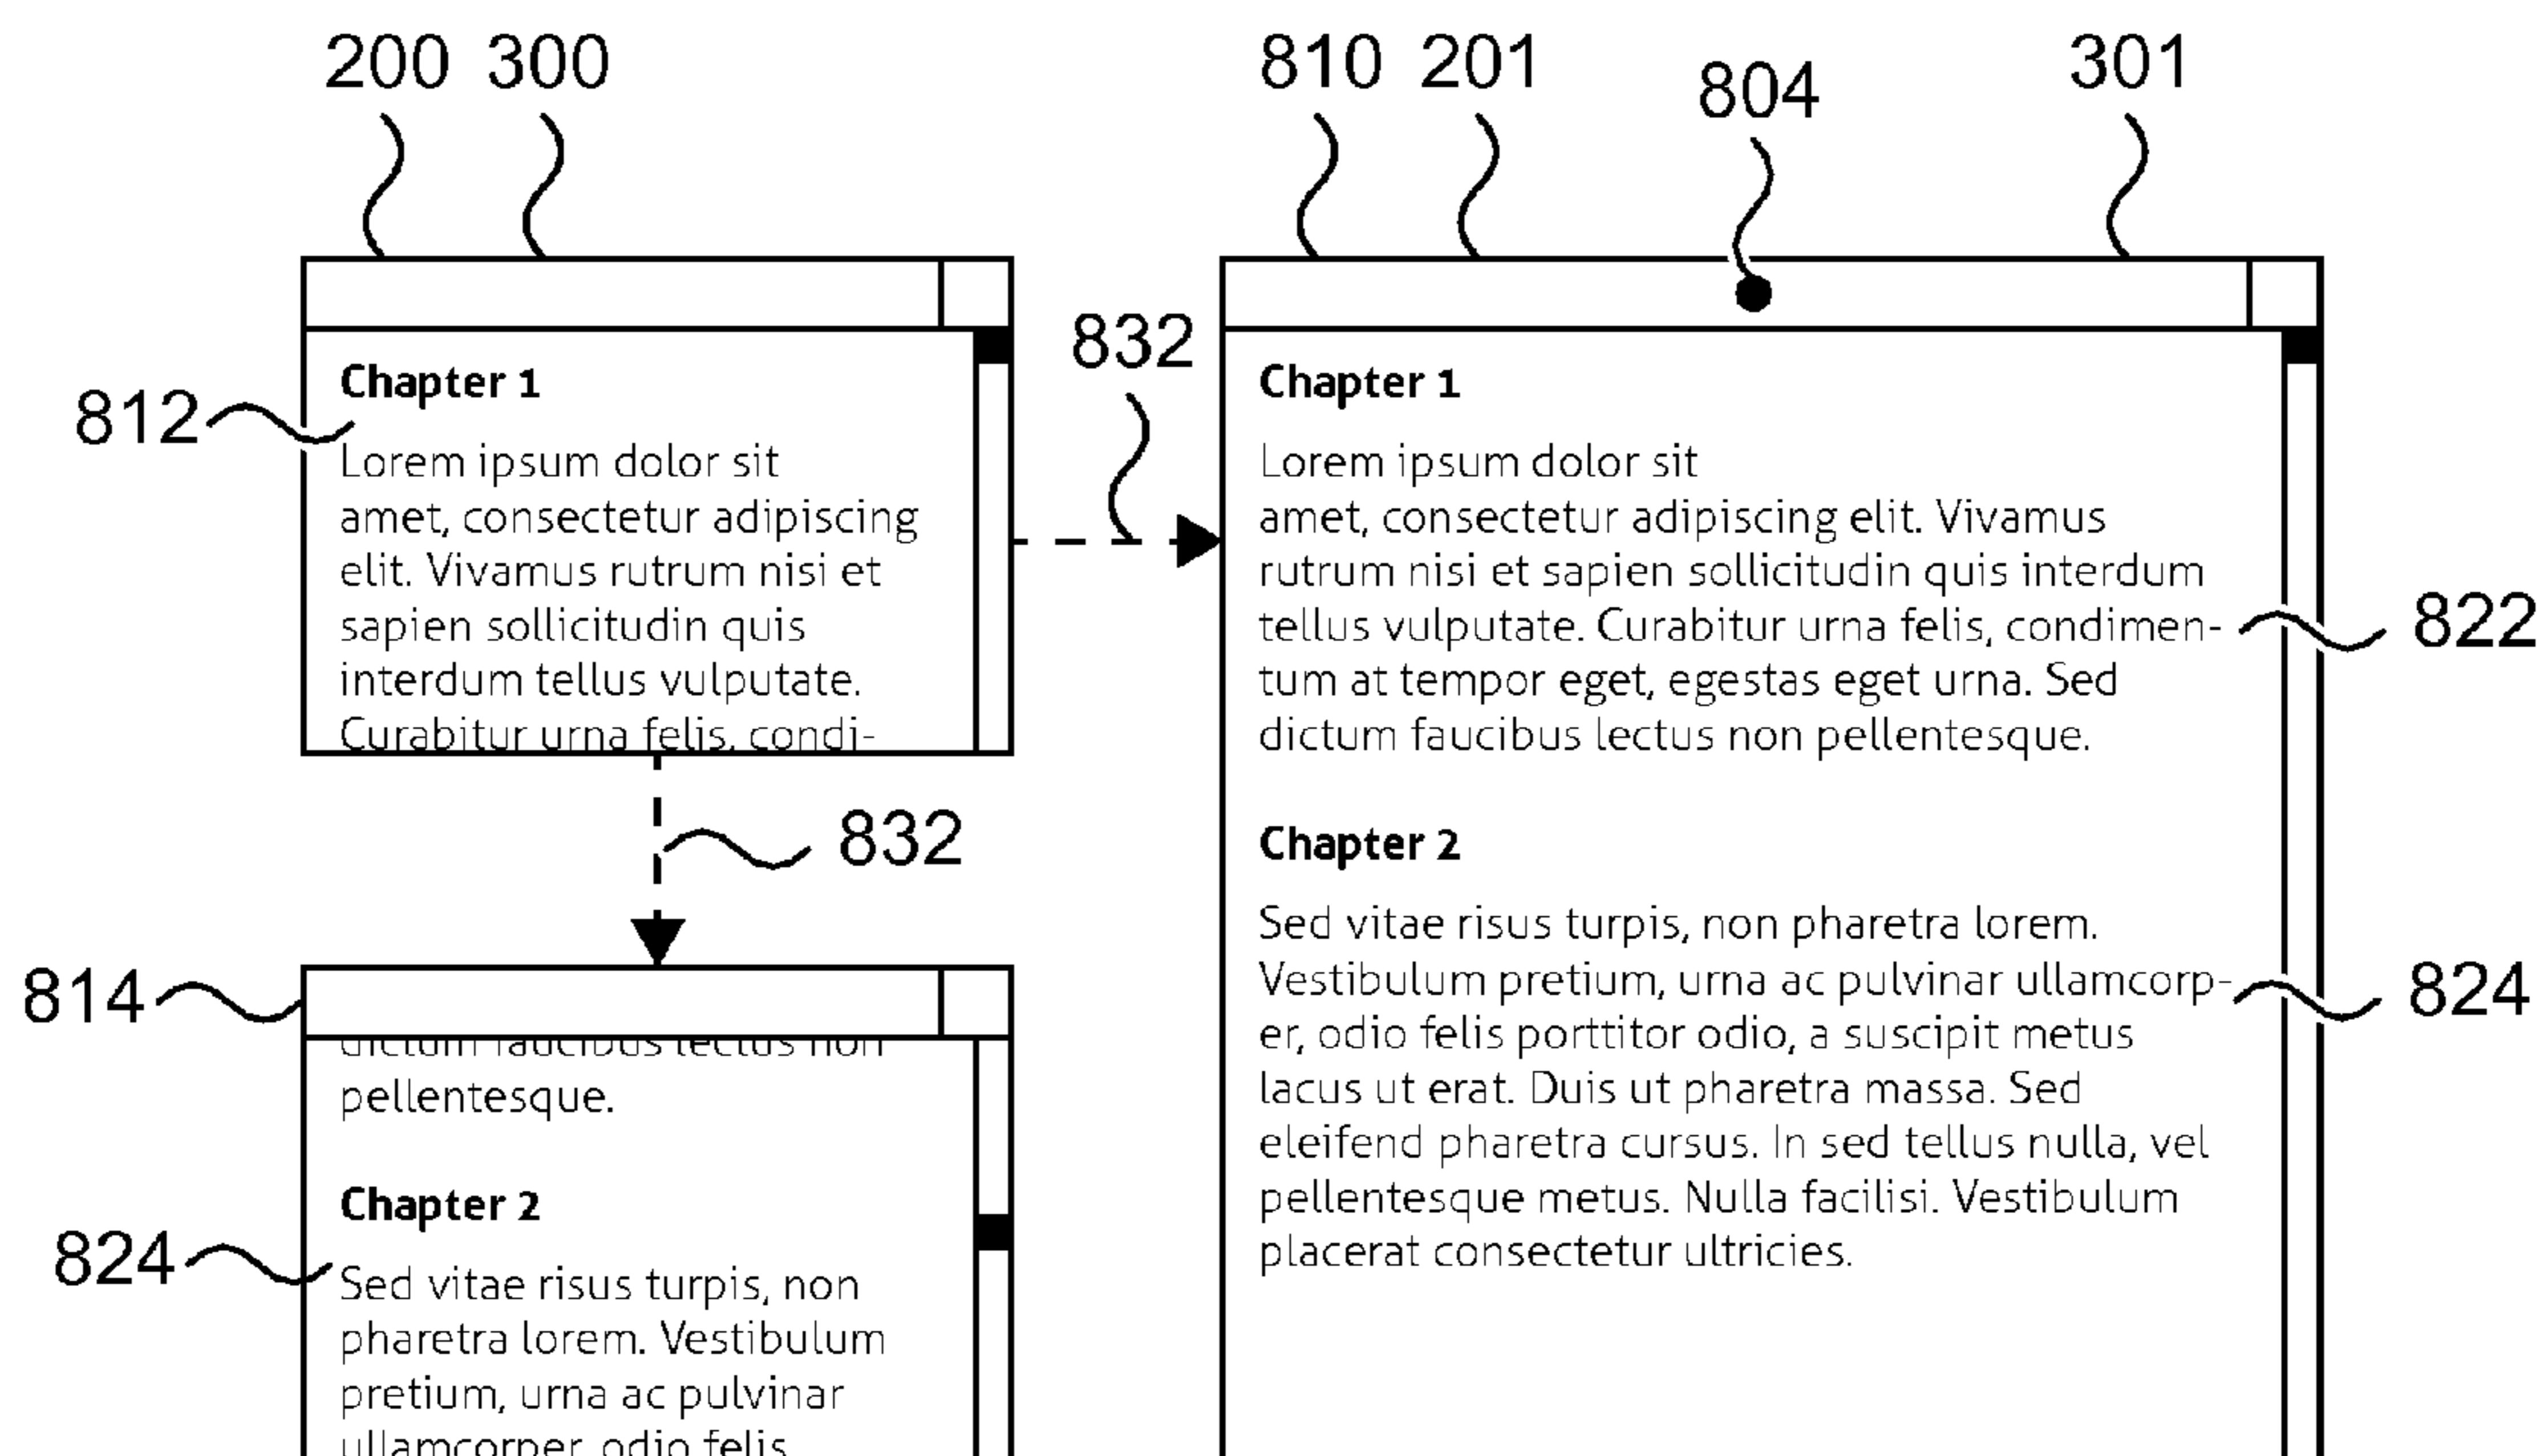 200 300 810 201 804 301
832
812
Chapter 1
Lorem ipsum dolor sit
amet, consectetur adipiscing
elit. Vivamus rutrum nisi et
sapien sollicitudin quis
interdum tellus vulputate.
Curabitur urna felis, condi-
832
814
dictum faucibus lectus non
pellentesque.
Chapter 2
824
Sed vitae risus turpis, non
pharetra lorem. Vestibulum
pretium, urna ac pulvinar
ullamcorper, odio felis
Chapter 1
Lorem ipsum dolor sit
amet, consectetur adipiscing elit. Vivamus
rutrum nisi et sapien sollicitudin quis interdum
tellus vulputate. Curabitur urna felis, condimen-
822
tum at tempor eget, egestas eget urna. Sed
dictum faucibus lectus non pellentesque.
Chapter 2
Sed vitae risus turpis, non pharetra lorem.
Vestibulum pretium, urna ac pulvinar ullamcorp-
824
er, odio felis porttitor odio, a suscipit metus
lacus ut erat. Duis ut pharetra massa. Sed
eleifend pharetra cursus. In sed tellus nulla, vel
pellentesque metus. Nulla facilisi. Vestibulum
placerat consectetur ultricies.